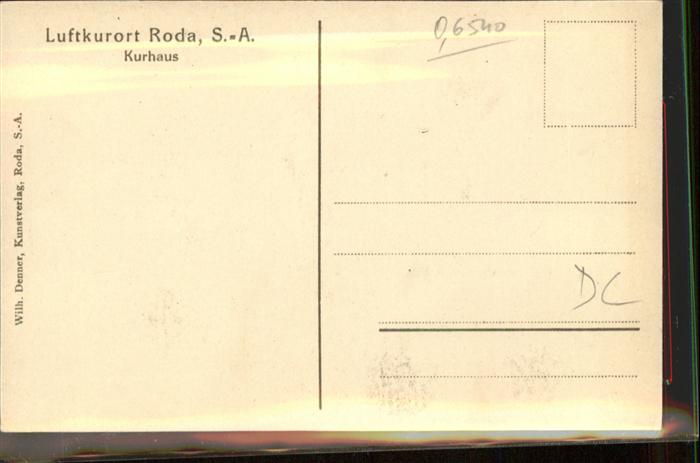 Luftkurort Roda, S.-A.
Kurhaus
0,6540
Wilh. Denner, Kunstverlag, Roda, S.-A.
DC